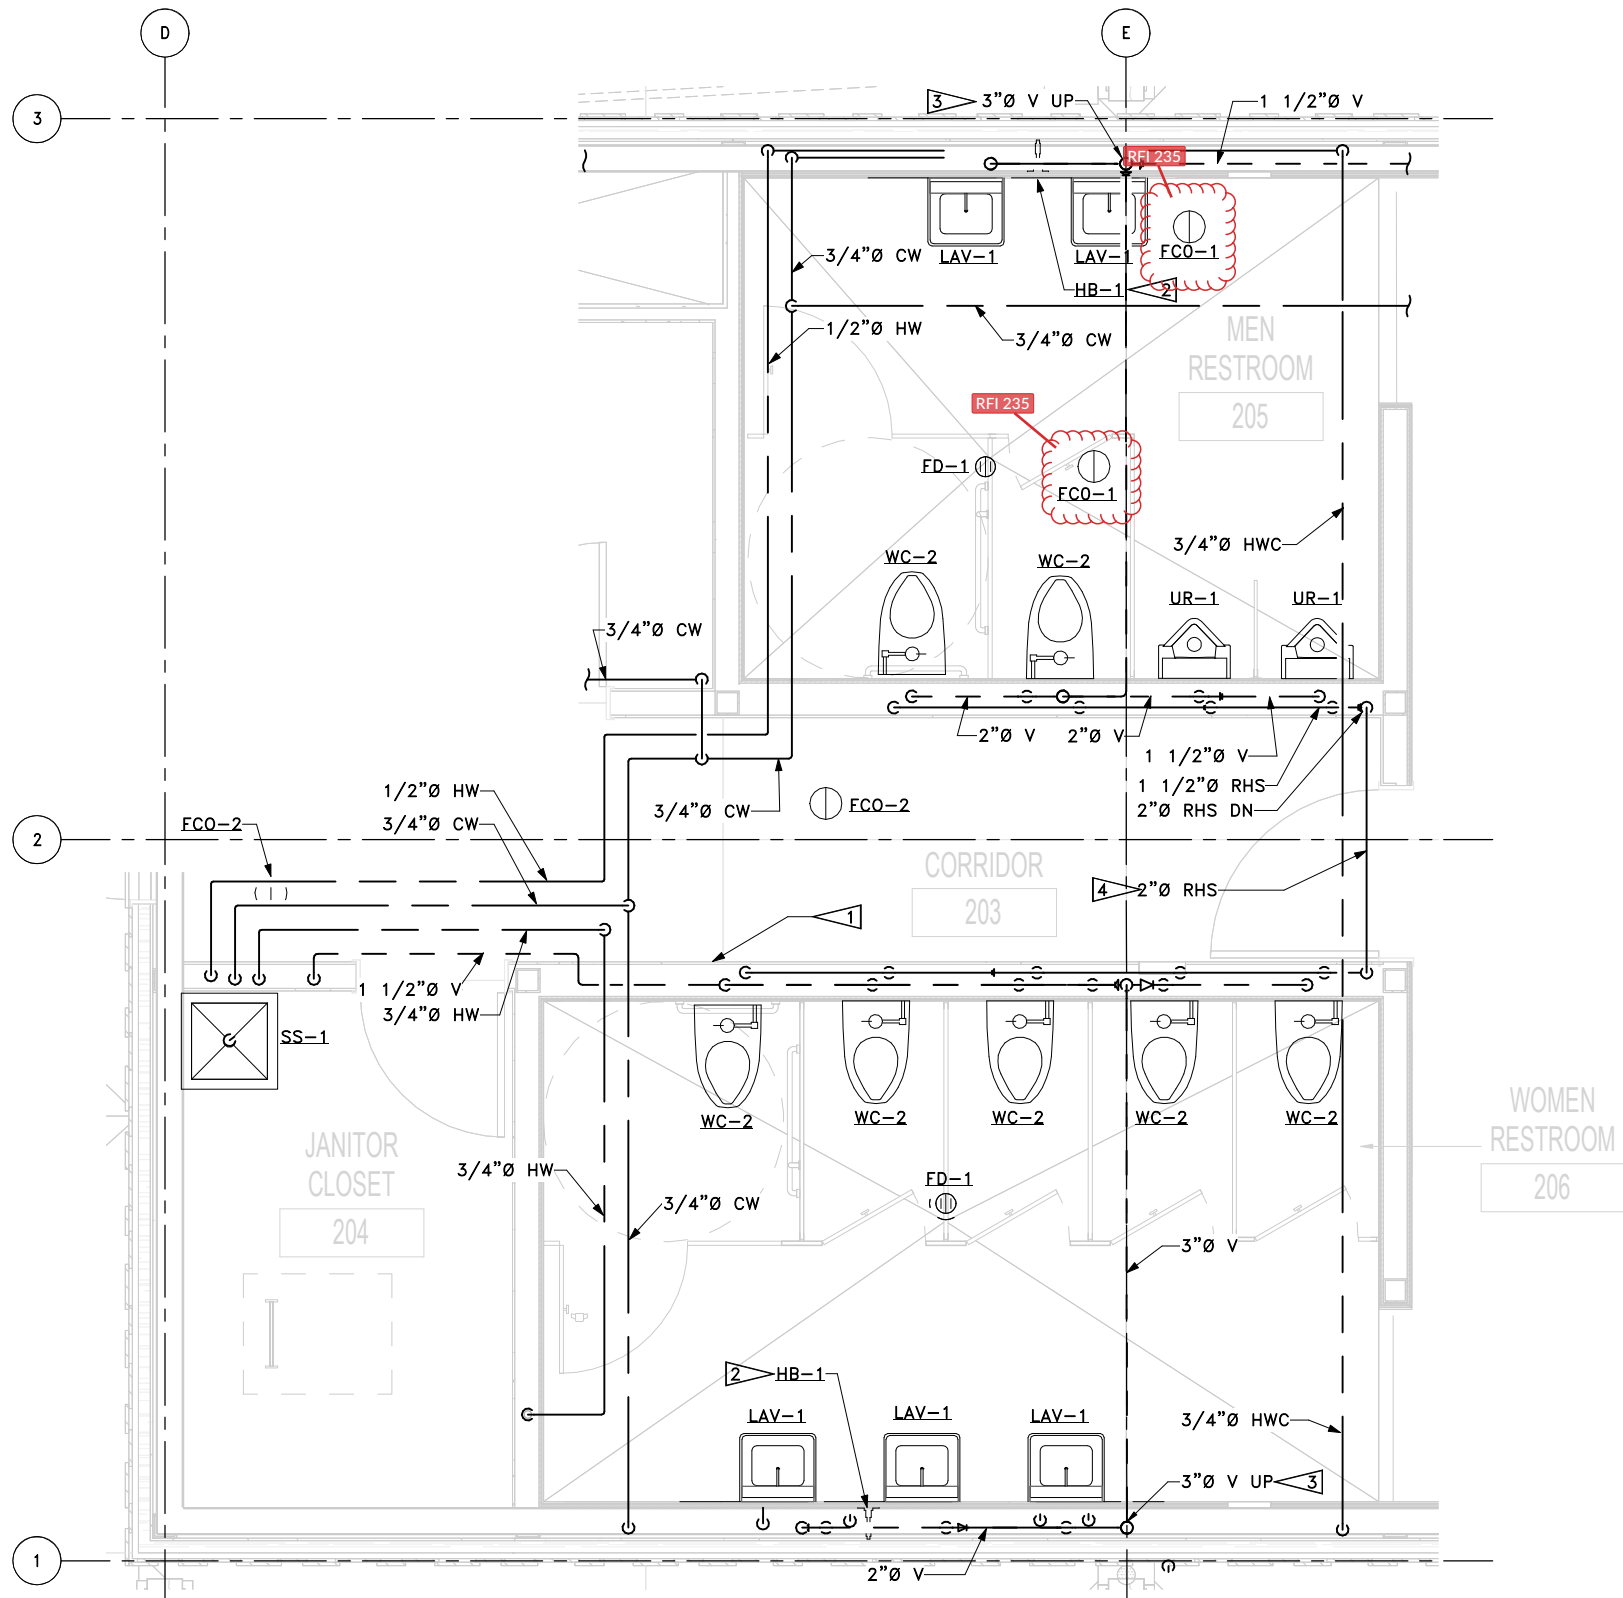 D
E
3
3 3"Ø V UP
1 1/2"Ø V
RFI 235
3/4"Ø CW
LAV-1
LAV-1
FCO-1
HB-1
2
1/2"Ø HW
3/4"Ø CW
MEN
RESTROOM
205
RFI 235
FD-1
FCO-1
3/4"Ø HWC
WC-2
WC-2
UR-1
UR-1
3/4"Ø CW
2"Ø V
2"Ø V
1 1/2"Ø V
1 1/2"Ø RHS
2"Ø RHS DN
1/2"Ø HW
3/4"Ø CW
FCO-2
3/4"Ø CW
FCO-2
2
CORRIDOR
203
4 2"Ø RHS
1
1 1/2"Ø V
3/4"Ø HW
SS-1
WC-2
WC-2
WC-2
WC-2
WC-2
WOMEN
RESTROOM
206
JANITOR
CLOSET
204
3/4"Ø HW
FD-1
3/4"Ø CW
3"Ø V
2 HB-1
LAV-1
LAV-1
LAV-1
3/4"Ø HWC
3"Ø V UP 3
1
2"Ø V